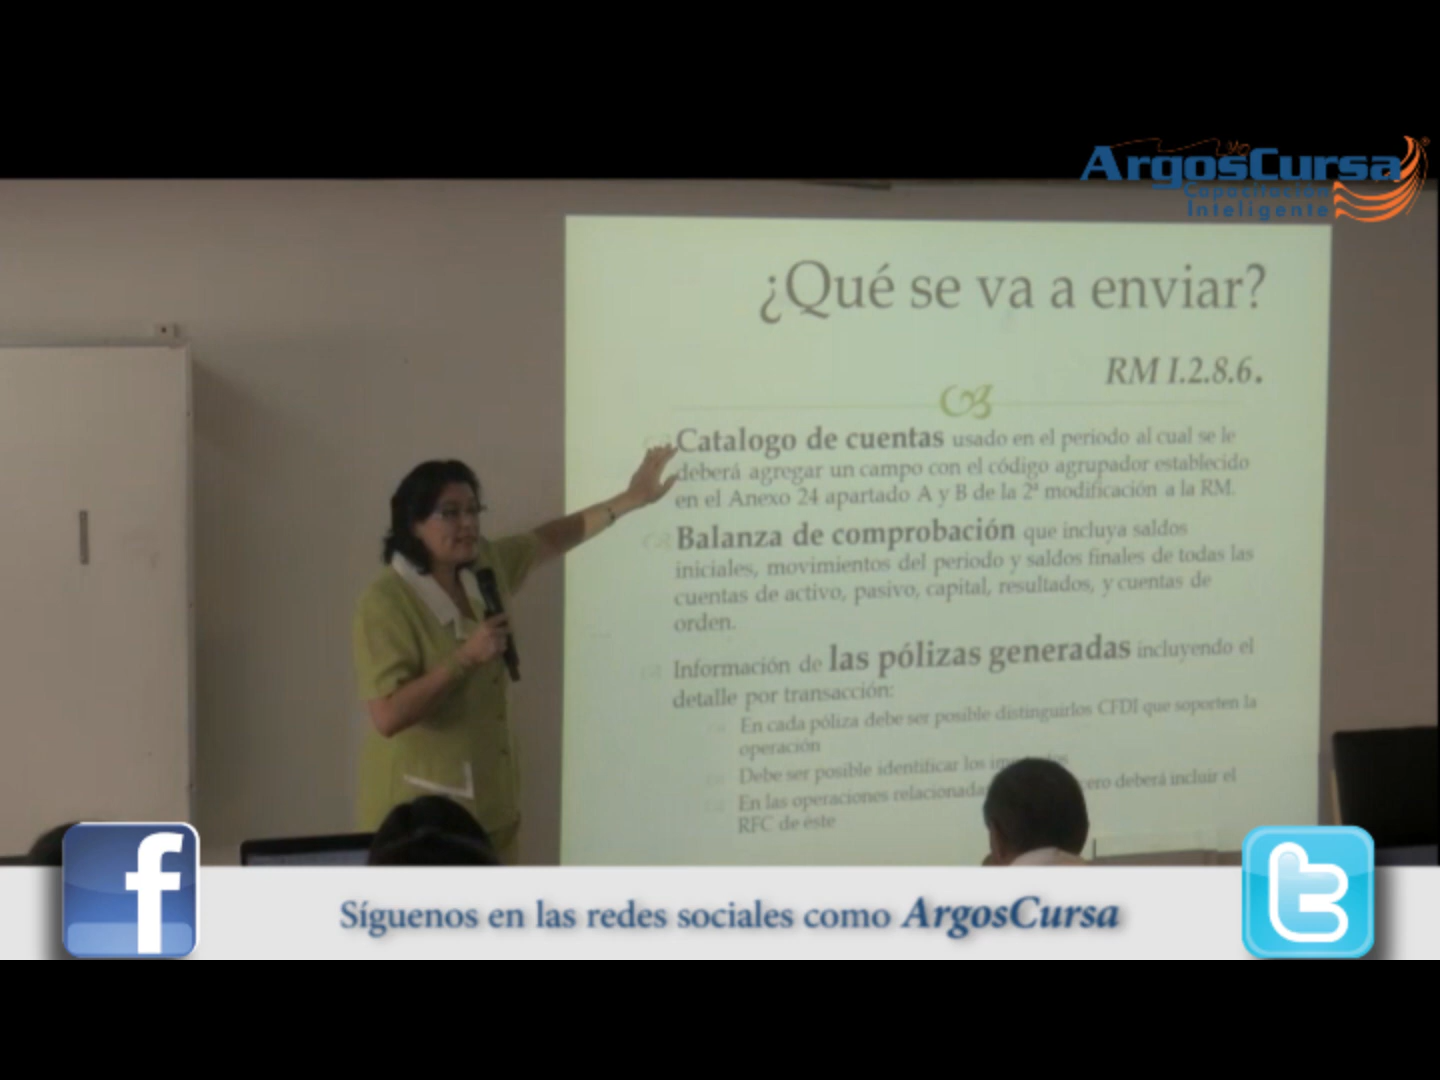 ArgosCursa
Capacitación
Inteligente
¿Qué se va a enviar?
RM I.2.8.6.
Catalogo de cuentas usado en el periodo al cual se le
deberá agregar un campo con el código agrupador establecido
en el Anexo 24 apartado A y B de la 2ª modificación a la RM.
Balanza de comprobación que incluya saldos
iniciales, movimientos del periodo y saldos finales de todas las
cuentas de activo, pasivo, capital, resultados, y cuentas de
orden.
Información de las pólizas generadas incluyendo el
detalle por transacción:
En cada póliza debe ser posible distinguir los CFDI que soporten la
operación
Debe ser posible identificar los
En las operaciones relacionadas deberá incluir el
RFC de éste
f
t
Síguenos en las redes sociales como ArgosCursa